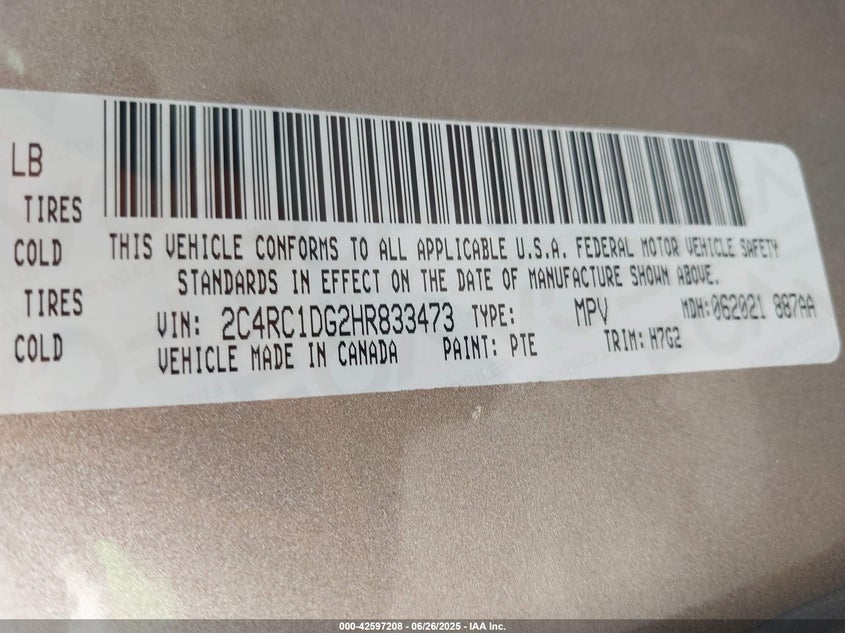 LB
TIRES
COLD
TIRES
COLD
THIS VEHICLE CONFORMS TO ALL APPLICABLE U.S.A. FEDERAL MOTOR VEHICLE SAFETY
STANDARDS IN EFFECT ON THE DATE OF MANUFACTURE SHOWN ABOVE.
VIN: 2C4RC1DG2HR833473 TYPE: MPV MDH:062021 887AA
VEHICLE MADE IN CANADA PAINT: PTE TRIM: H7G2
000-42597208 - 06/26/2025 - IAA Inc.